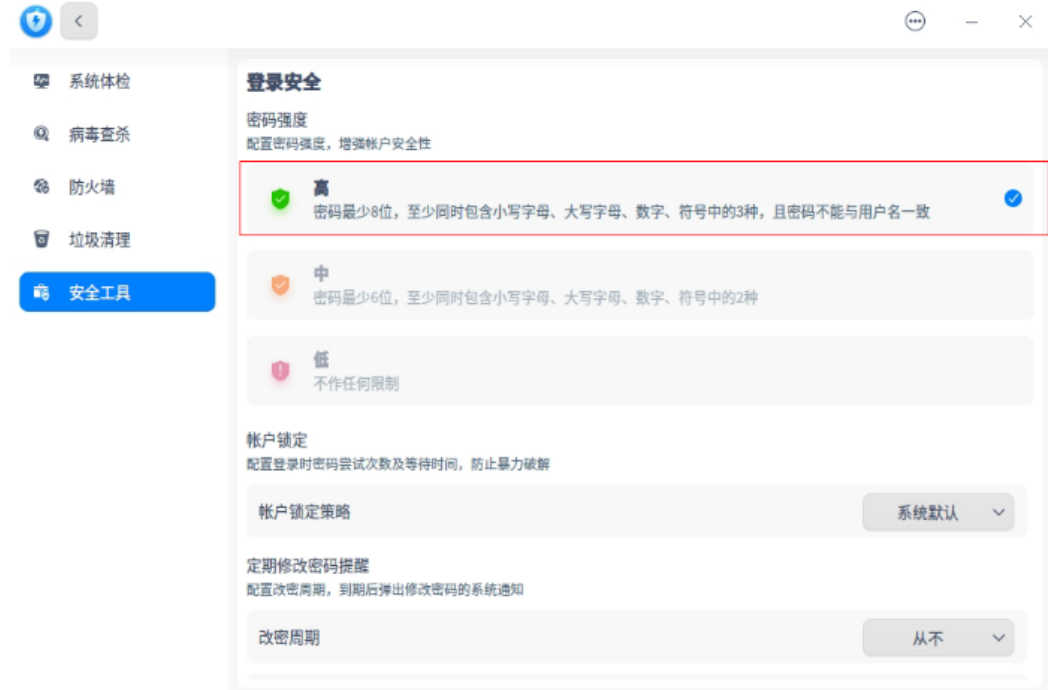 系统体检
病毒查杀
防火墙
垃圾清理
安全工具
登录安全
密码强度
配置密码强度，增强帐户安全性
高
密码最少8位，至少同时包含小写字母、大写字母、数字、符号中的3种，且密码不能与用户名一致
中
密码最少6位，至少同时包含小写字母、大写字母、数字、符号中的2种
低
不作任何限制
帐户锁定
配置登录时密码尝试次数及等待时间，防止暴力破解
帐户锁定策略
系统默认
定期修改密码提醒
配置改密周期，到期后弹出修改密码的系统通知
改密周期
从不